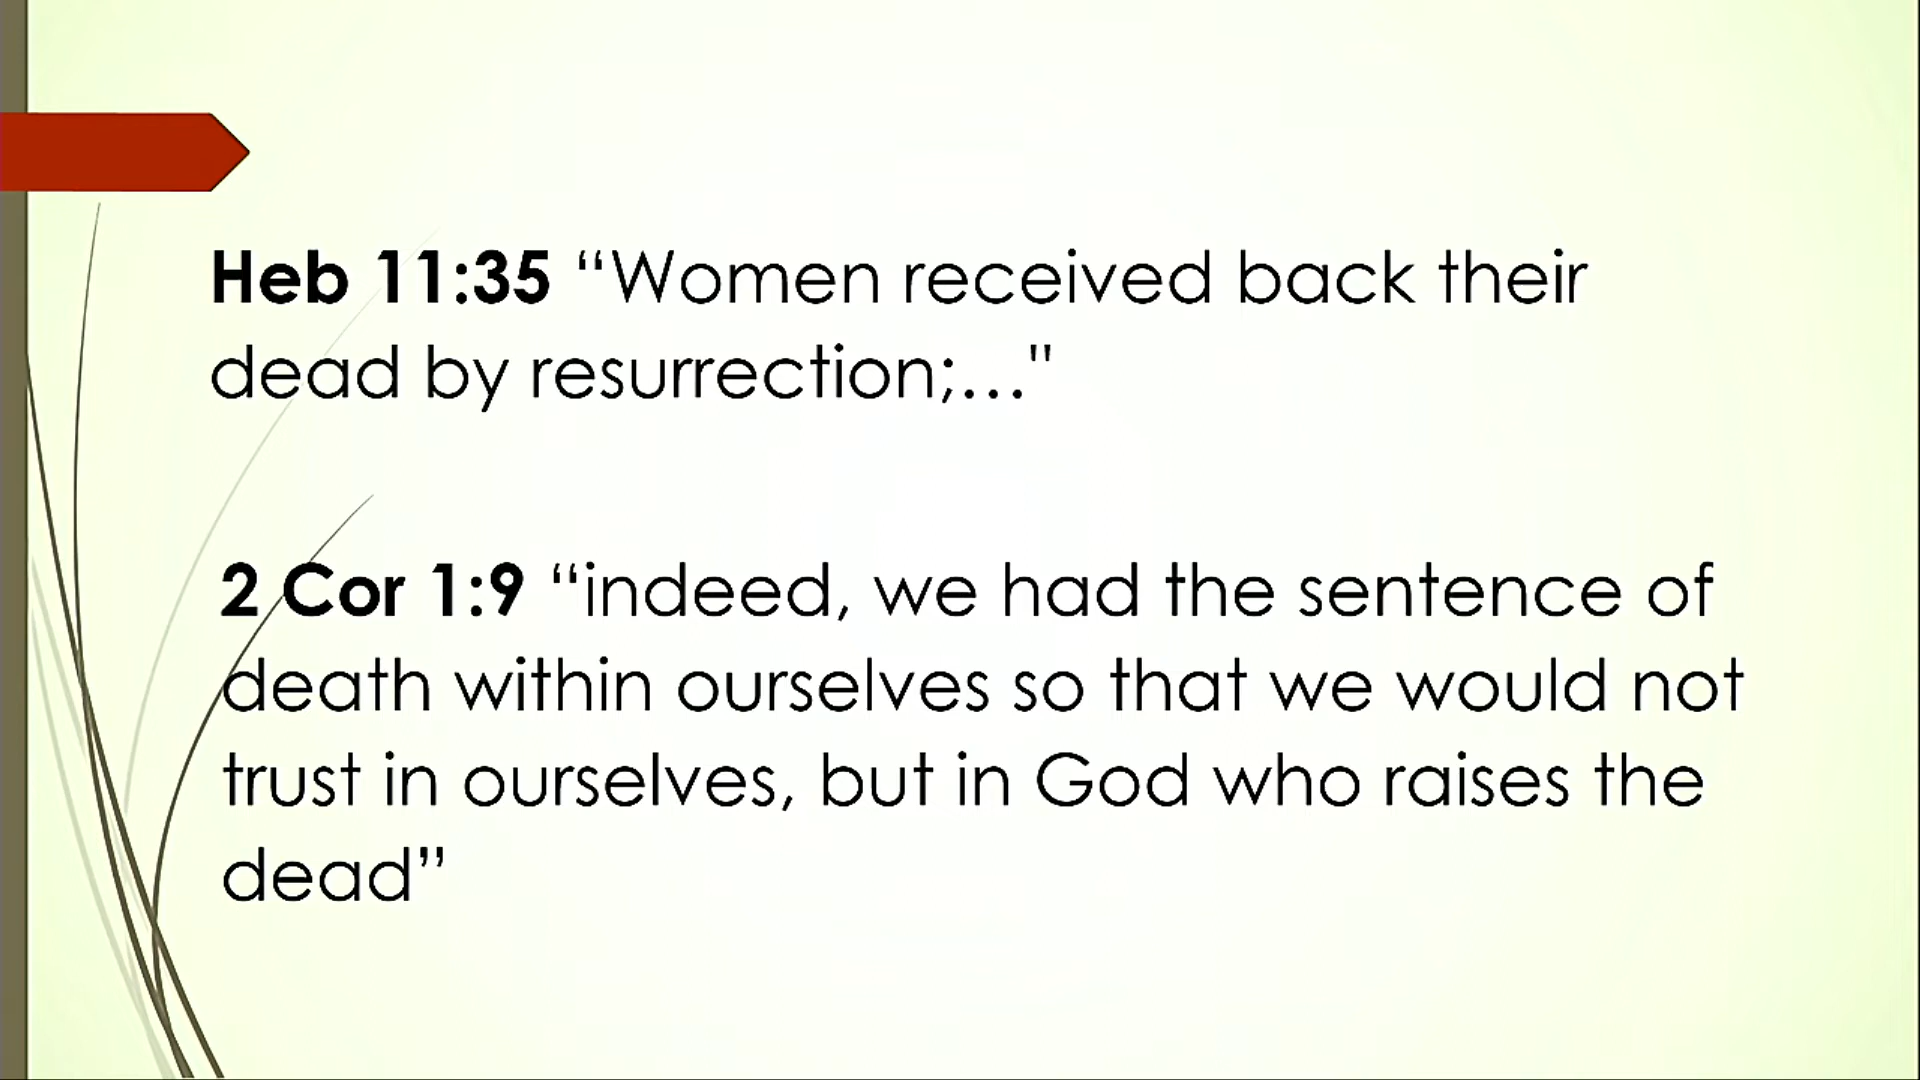 Heb 11:35 “Women received back their
dead by resurrection;…"
2 Cor 1:9 “indeed, we had the sentence of
death within ourselves so that we would not
trust in ourselves, but in God who raises the
dead”